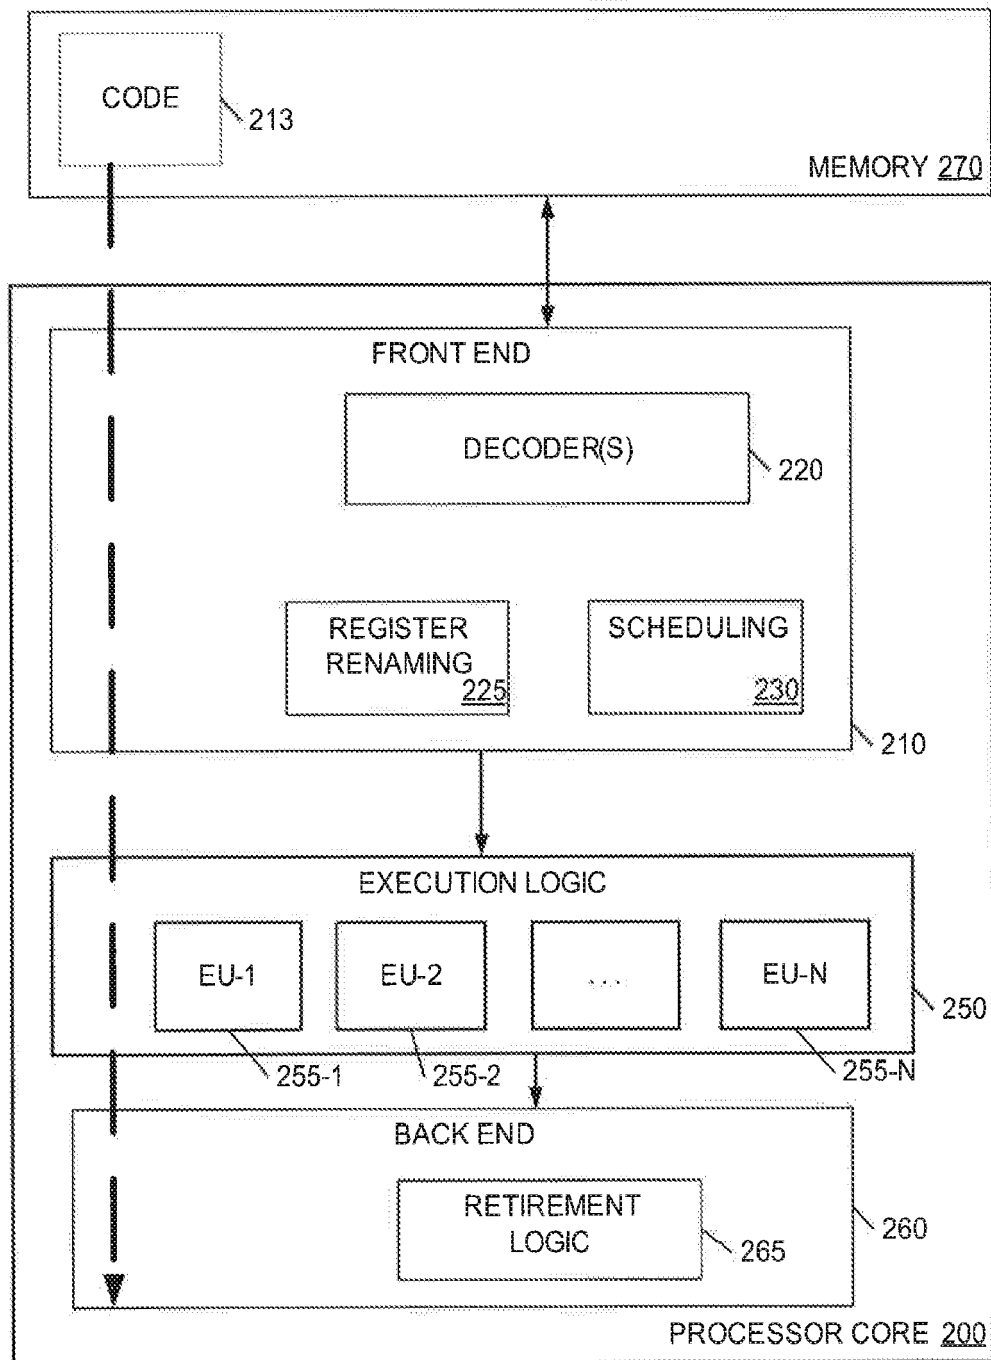 CODE
213
MEMORY 270
FRONT END
DECODER(S)
220
REGISTER
RENAMING
225
SCHEDULING
230
210
EXECUTION LOGIC
EU-1
EU-2
...
EU-N
250
255-1
255-2
255-N
BACK END
RETIREMENT
LOGIC
265
260
PROCESSOR CORE 200